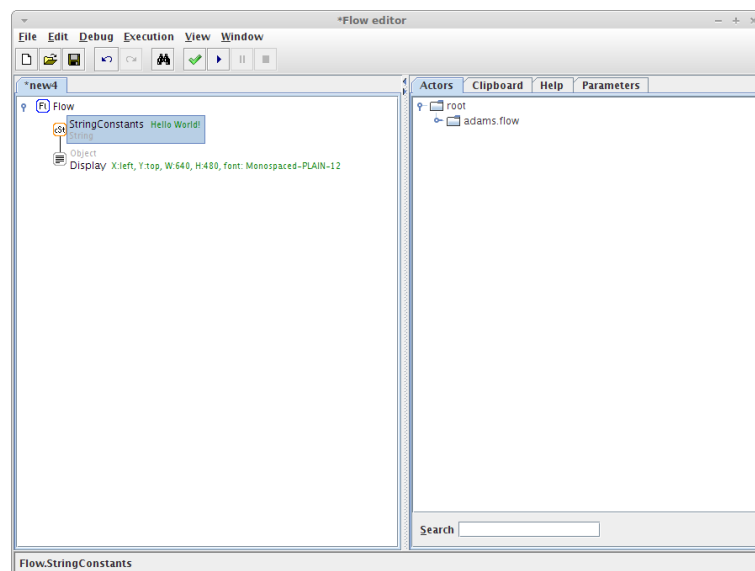 *Flow editor
File Edit Debug Execution View Window
*new4
Flow
StringConstants Hello World!
String
Object
Display X:left, Y:top, W:640, H:480, font: Monospaced-PLAIN-12
Actors Clipboard Help Parameters
root
adams.flow
Search
Flow.StringConstants